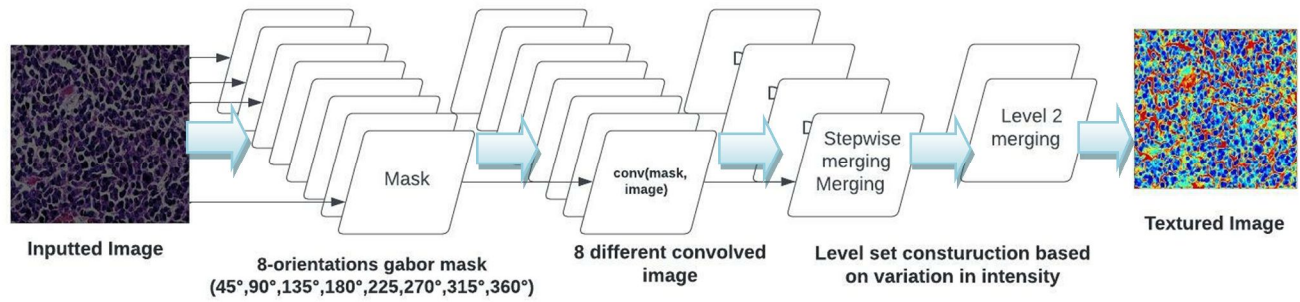 Inputted Image
Mask
8-orientations gabor mask
(45°,90°,135°,180°,225,270°,315°,360°)
conv(mask,
image)
8 different convolved
image
D
D
D
Stepwise
merging
Merging
Level set consturuction based
on variation in intensity
Level 2
merging
Textured Image